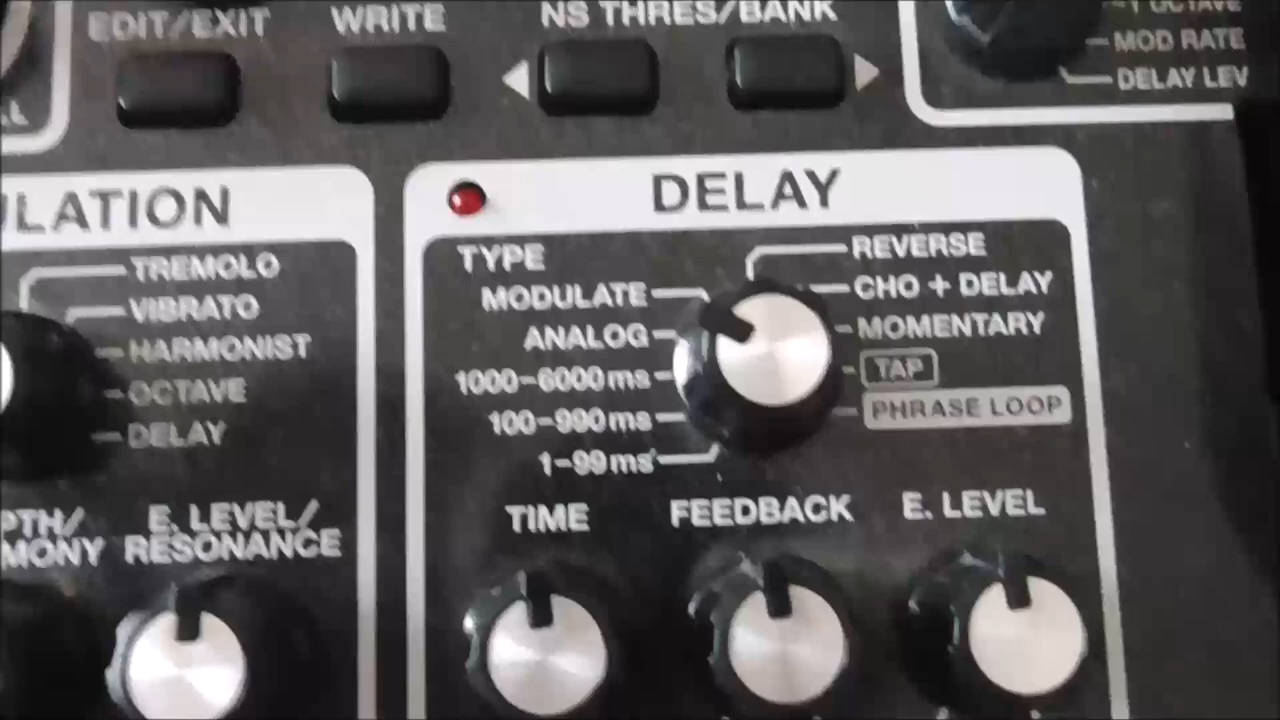 EDIT/EXIT
WRITE
NS THRES/BANK
MOD RATE
DELAY LEV
ULATION
TREMOLO
VIBRATO
HARMONIST
OCTAVE
DELAY
PTH/
MONY
E. LEVEL/
RESONANCE
DELAY
TYPE
MODULATE
ANALOG
1000-6000ms
100-990ms
1-99ms
REVERSE
CHO + DELAY
MOMENTARY
TAP
PHRASE LOOP
TIME
FEEDBACK
E. LEVEL